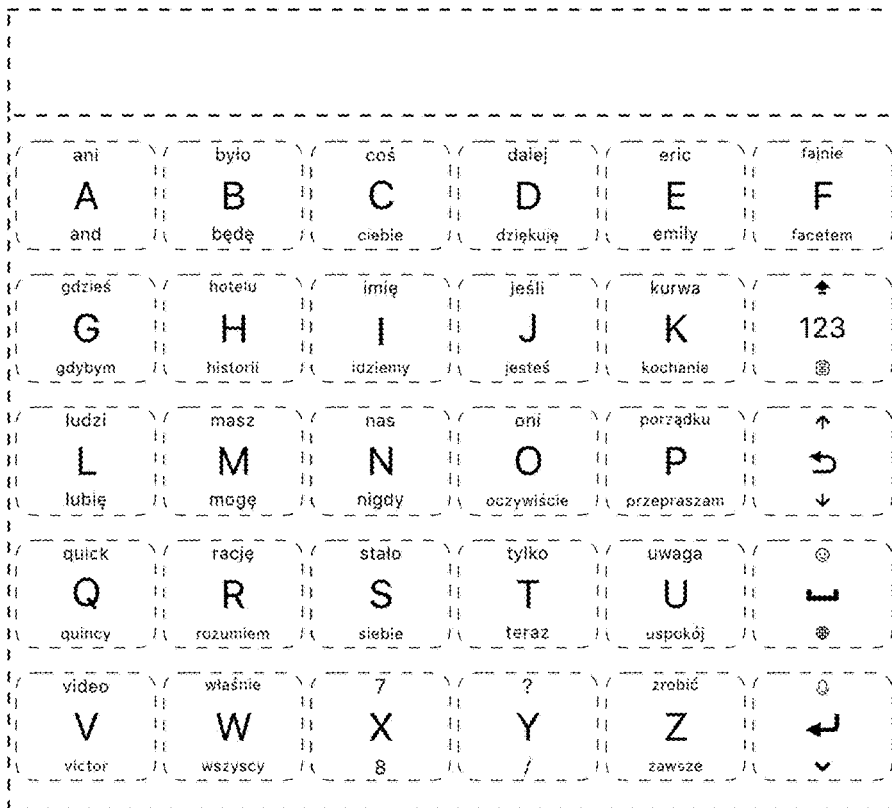 ani było coś dalej eric fajnie
A B C D E F
and będę ciebie dziękuję emily facetem
gdzieś hotelu imię jeśli kurwa
G H I J K 123
gdybym historii idziemy jesteś kochanie
ludzi masz nas oni porządku
L M N O P
lubię mogę nigdy oczywiście przepraszam
quick rację stało tylko uwaga
Q R S T U
quincy rozumiem siebie teraz uspokój
video właśnie 7 ? zrobić
V W X Y Z
victor wszyscy 8 / zawsze